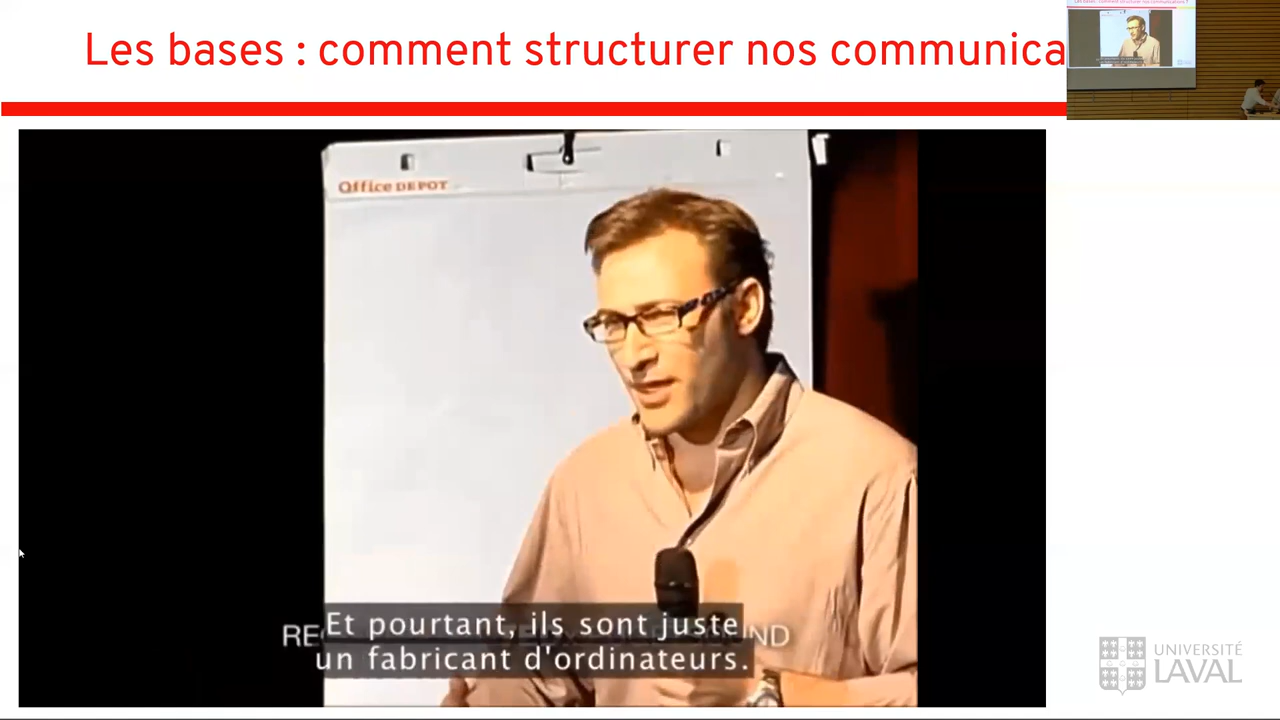 Les bases : comment structurer nos communica
Office DEPOT
Et pourtant, ils sont juste
un fabricant d'ordinateurs.
UNIVERSITÉ
LAVAL